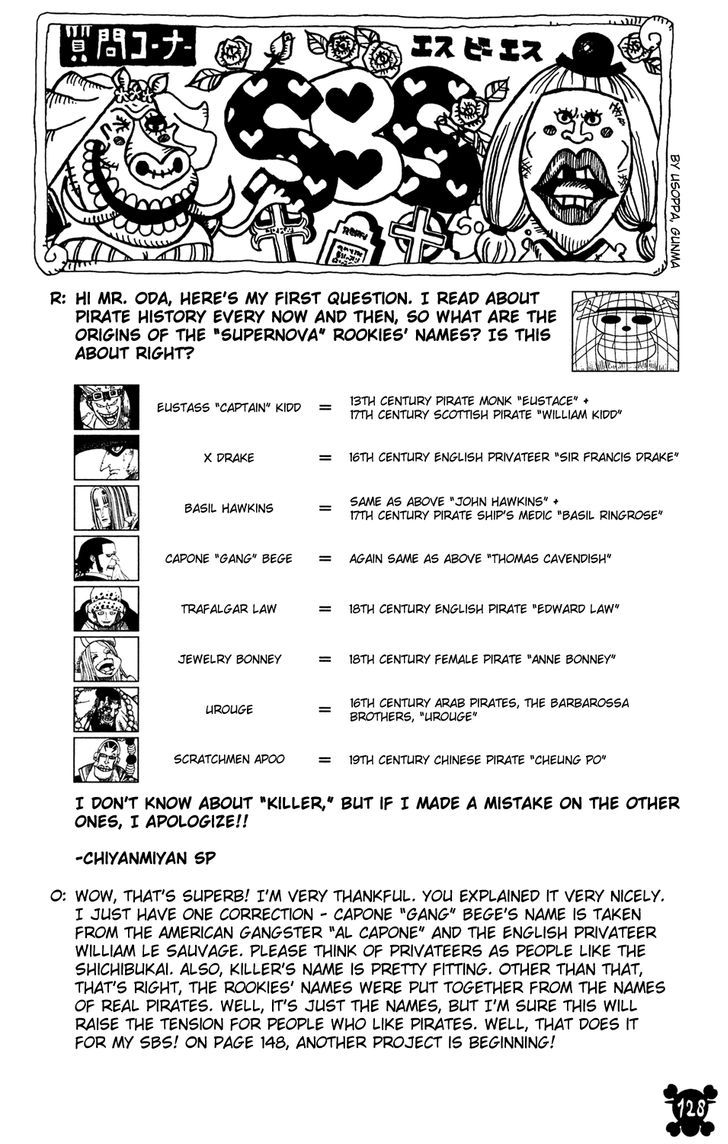 質問コーナー
エス ビー エス
SBS
BY USOPPA, GUNMA
R: HI MR. ODA, HERE'S MY FIRST QUESTION. I READ ABOUT
PIRATE HISTORY EVERY NOW AND THEN, SO WHAT ARE THE
ORIGINS OF THE "SUPERNOVA" ROOKIES' NAMES? IS THIS
ABOUT RIGHT?
EUSTASS "CAPTAIN" KIDD = 13TH CENTURY PIRATE MONK "EUSTACE" +
17TH CENTURY SCOTTISH PIRATE "WILLIAM KIDD"
X DRAKE = 16TH CENTURY ENGLISH PRIVATEER "SIR FRANCIS DRAKE"
BASIL HAWKINS = SAME AS ABOVE "JOHN HAWKINS" +
17TH CENTURY PIRATE SHIP'S MEDIC "BASIL RINGROSE"
CAPONE "GANG" BEGE = AGAIN SAME AS ABOVE "THOMAS CAVENDISH"
TRAFALGAR LAW = 18TH CENTURY ENGLISH PIRATE "EDWARD LAW"
JEWELRY BONNEY = 18TH CENTURY FEMALE PIRATE "ANNE BONNEY"
UROUGE = 16TH CENTURY ARAB PIRATES, THE BARBAROSSA
BROTHERS, "UROUGE"
SCRATCHMEN APOO = 19TH CENTURY CHINESE PIRATE "CHEUNG PO"
I DON'T KNOW ABOUT "KILLER," BUT IF I MADE A MISTAKE ON THE OTHER
ONES, I APOLOGIZE!!
-CHIYANMIYAN SP
O: WOW, THAT'S SUPERB! I'M VERY THANKFUL. YOU EXPLAINED IT VERY NICELY.
I JUST HAVE ONE CORRECTION - CAPONE "GANG" BEGE'S NAME IS TAKEN
FROM THE AMERICAN GANGSTER "AL CAPONE" AND THE ENGLISH PRIVATEER
WILLIAM LE SAUVAGE. PLEASE THINK OF PRIVATEERS AS PEOPLE LIKE THE
SHICHIBUKAI. ALSO, KILLER'S NAME IS PRETTY FITTING. OTHER THAN THAT,
THAT'S RIGHT, THE ROOKIES' NAMES WERE PUT TOGETHER FROM THE NAMES
OF REAL PIRATES. WELL, IT'S JUST THE NAMES, BUT I'M SURE THIS WILL
RAISE THE TENSION FOR PEOPLE WHO LIKE PIRATES. WELL, THAT DOES IT
FOR MY SBS! ON PAGE 148, ANOTHER PROJECT IS BEGINNING!
128